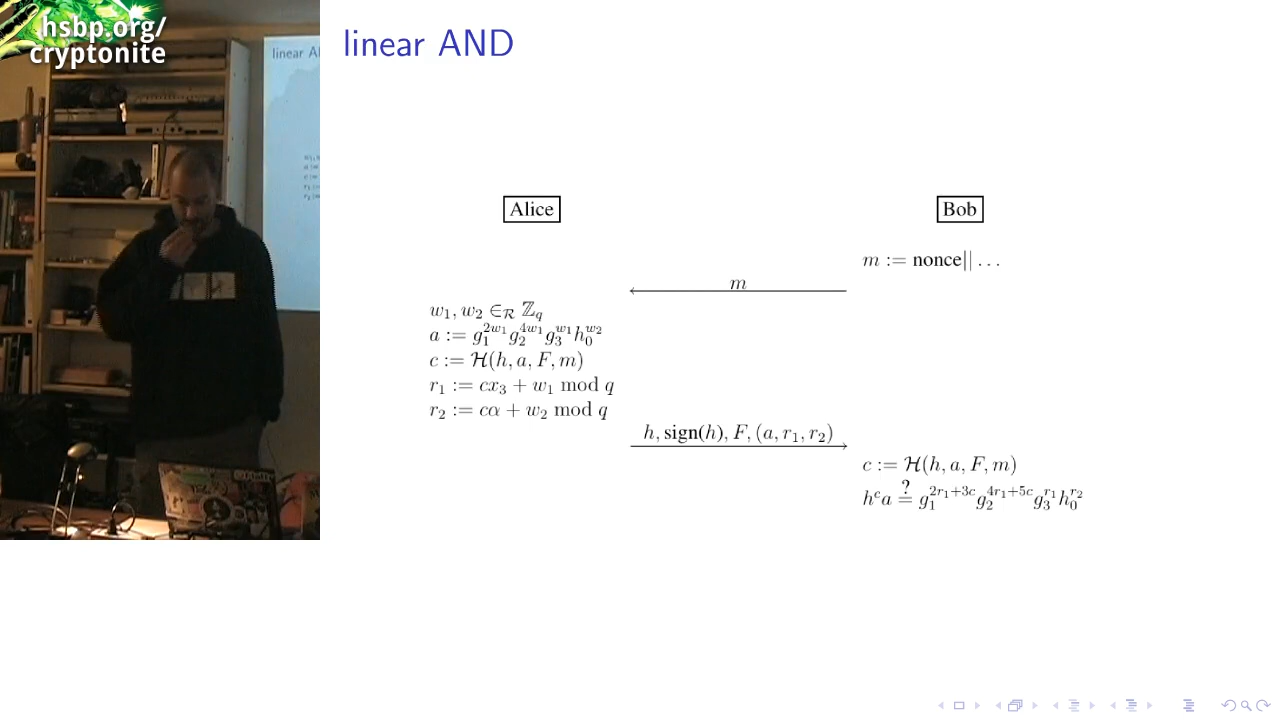 hsbp.org/
cryptonite
linear AND
Alice
Bob
m := nonce|| . . .
m
w₁, w₂ ∈_R ℤ_q
a := g₁^{2w₁} g₂^{4w₁} g₃^{w₁} h₀^{w₂}
c := H(h, a, F, m)
r₁ := cx₃ + w₁ mod q
r₂ := cα + w₂ mod q
h, sign(h), F, (a, r₁, r₂)
c := H(h, a, F, m)
h^c a ≟ g₁^{2r₁+3c} g₂^{4r₁+5c} g₃^{r₁} h₀^{r₂}